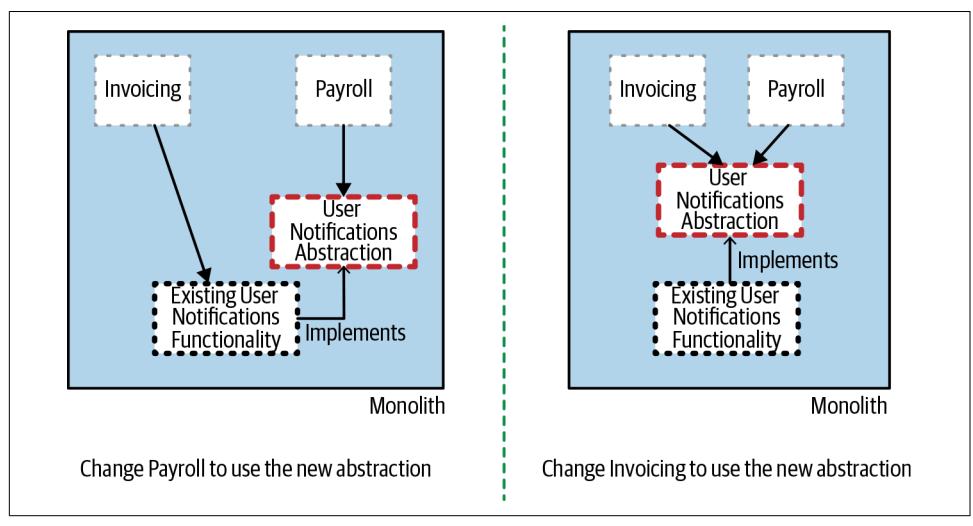 Invoicing
Payroll
User
Notifications
Abstraction
Existing User
Notifications
Functionality
Implements
Monolith
Change Payroll to use the new abstraction
Invoicing
Payroll
User
Notifications
Abstraction
Implements
Existing User
Notifications
Functionality
Monolith
Change Invoicing to use the new abstraction